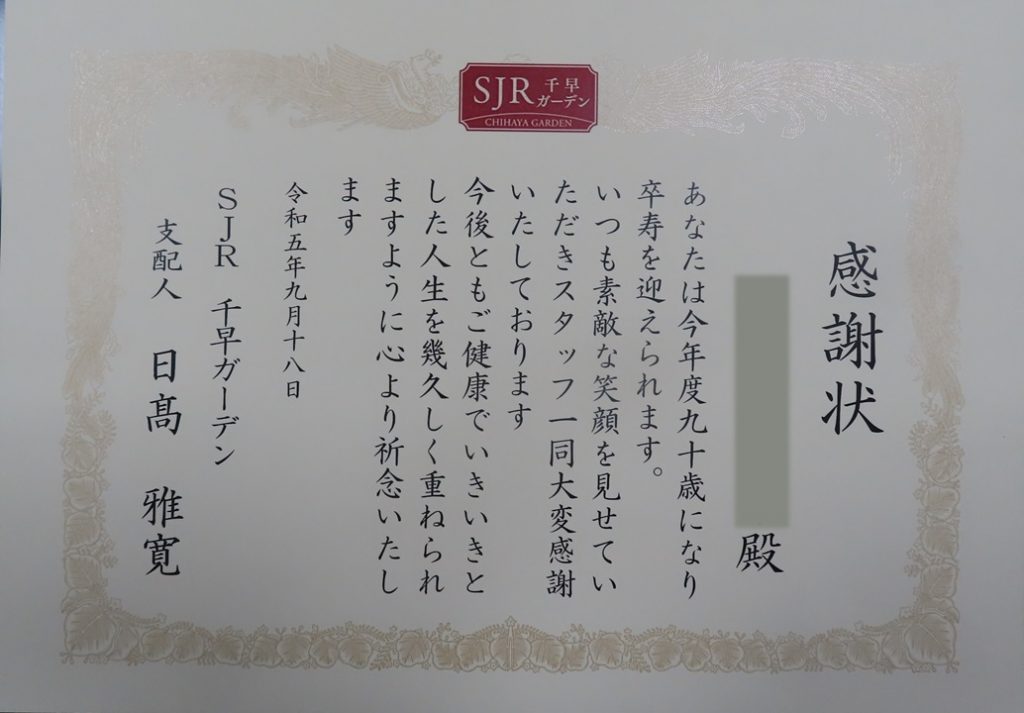 SJR 千早ガーデン
CHIHAYA GARDEN
感謝状
殿
あなたは今年度九十歳になり
卒寿を迎えられます。
いつも素敵な笑顔を見せてい
ただきスタッフ一同大変感謝
いたしております
今後ともご健康でいきいきと
した人生を幾久しく重ねられ
ますように心より祈念いたし
ます
令和五年九月十八日
ＳＪＲ 千早ガーデン
支配人 日髙 雅寛